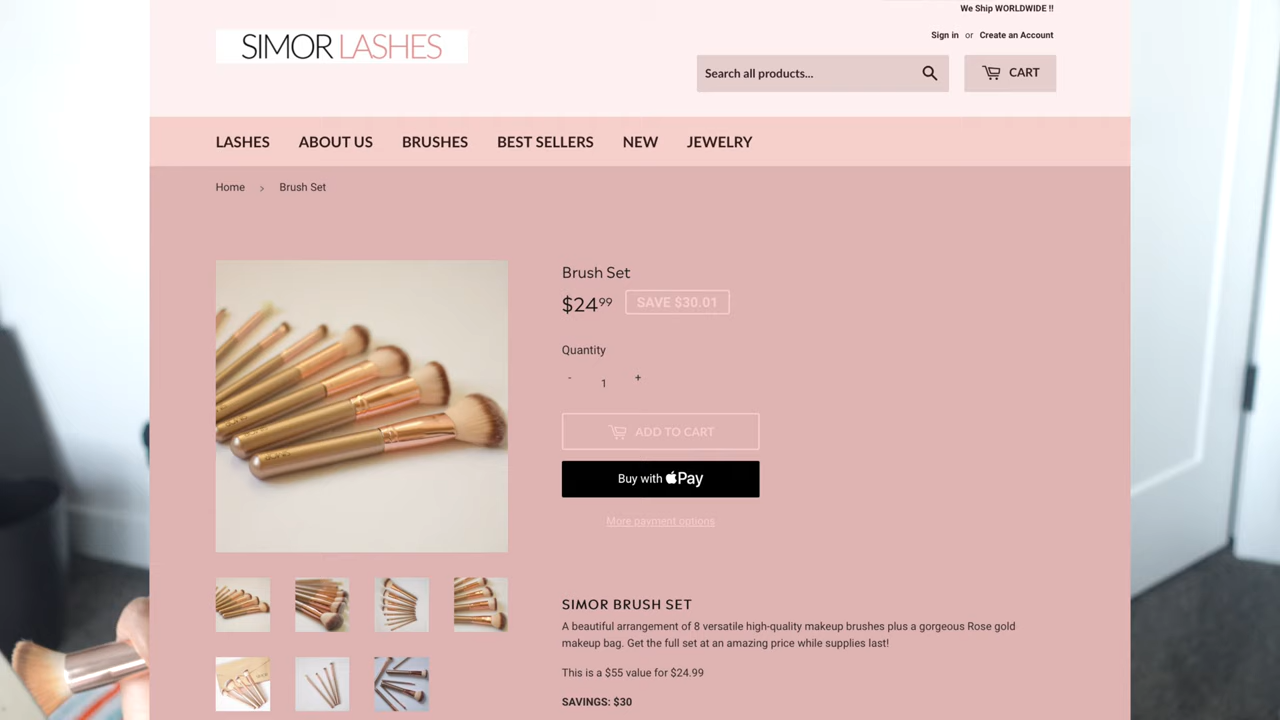 We Ship WORLDWIDE !!
SIMOR LASHES
Sign in or Create an Account
Search all products...
CART
LASHES ABOUT US BRUSHES BEST SELLERS NEW JEWELRY
Home › Brush Set
Brush Set
$24.99 SAVE $30.01
Quantity
- 1 +
ADD TO CART
Buy with Pay
More payment options
SIMOR BRUSH SET
A beautiful arrangement of 8 versatile high-quality makeup brushes plus a gorgeous Rose gold
makeup bag. Get the full set at an amazing price while supplies last!
This is a $55 value for $24.99
SAVINGS: $30